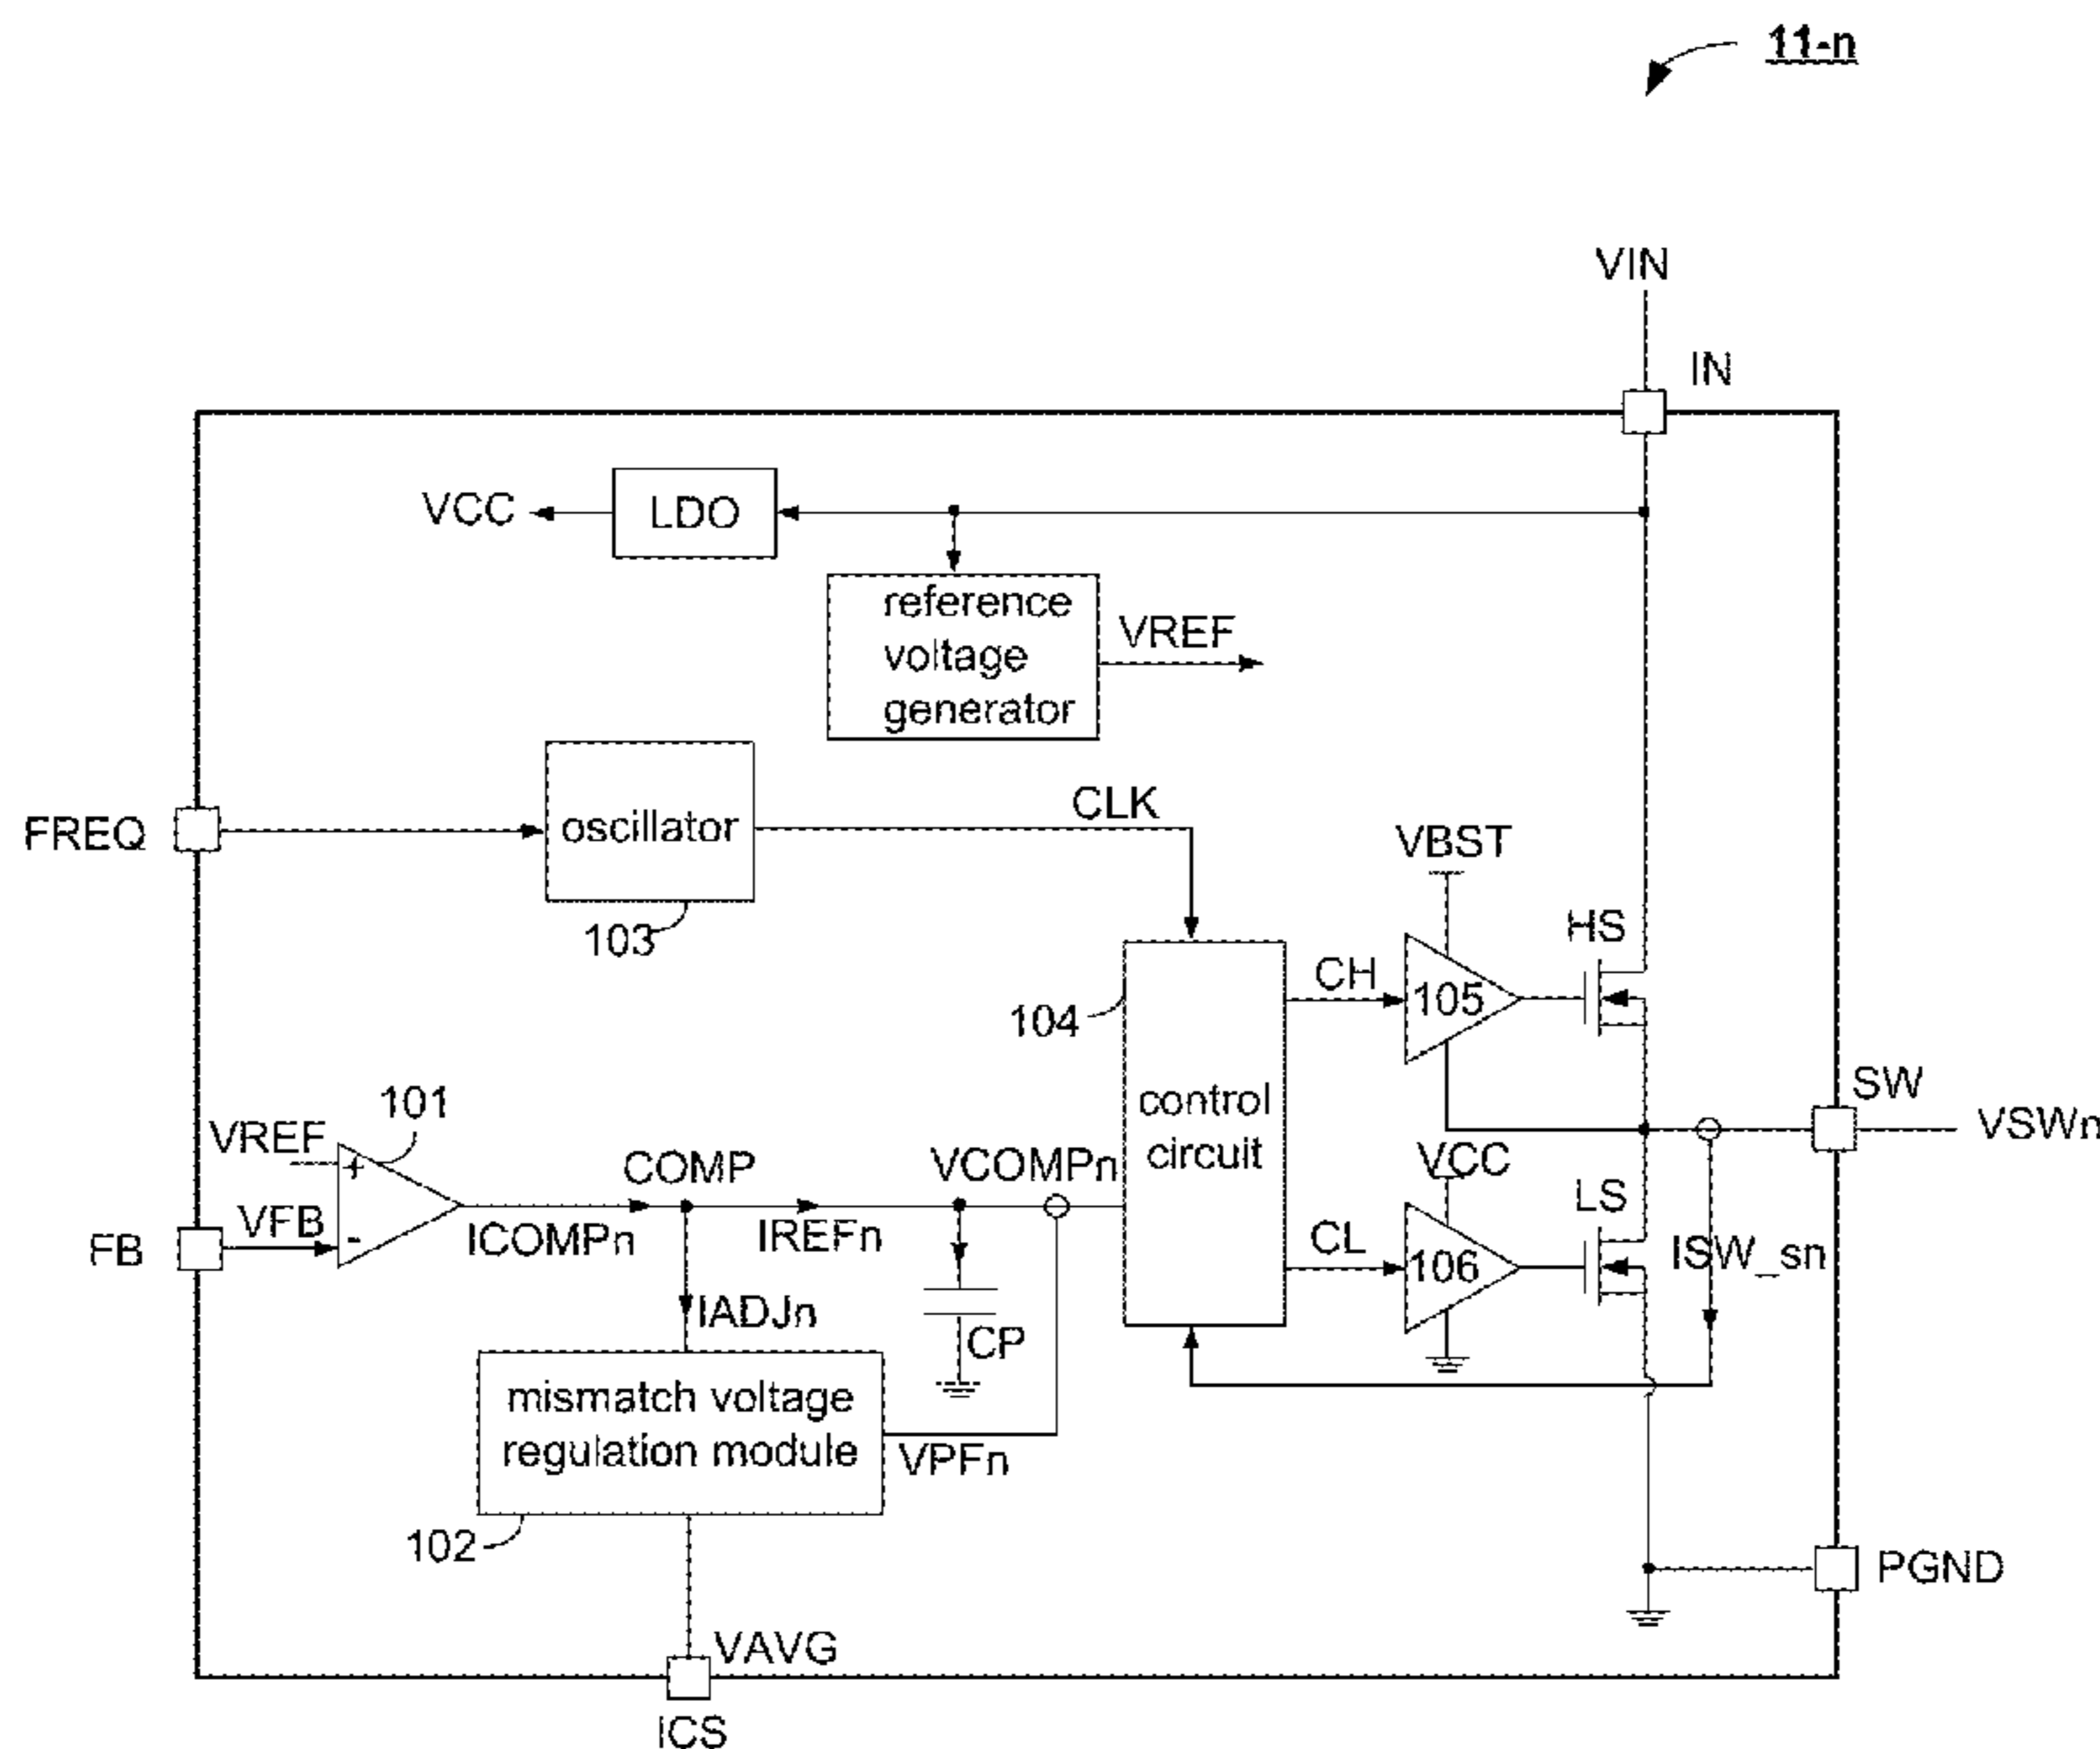 11-n
VIN
IN
VCC
LDO
reference
voltage
generator
VREF
FREQ
oscillator
CLK
103
VBST
HS
104
CH
105
control
circuit
SW
VSWn
101
VREF
+
COMP
VCOMPn
VCC
LS
FB
VFB
-
ICOMPn
IREFn
CL
106
ISW_sn
IADJn
CP
mismatch voltage
regulation module
VPFn
102
PGND
VAVG
ICS